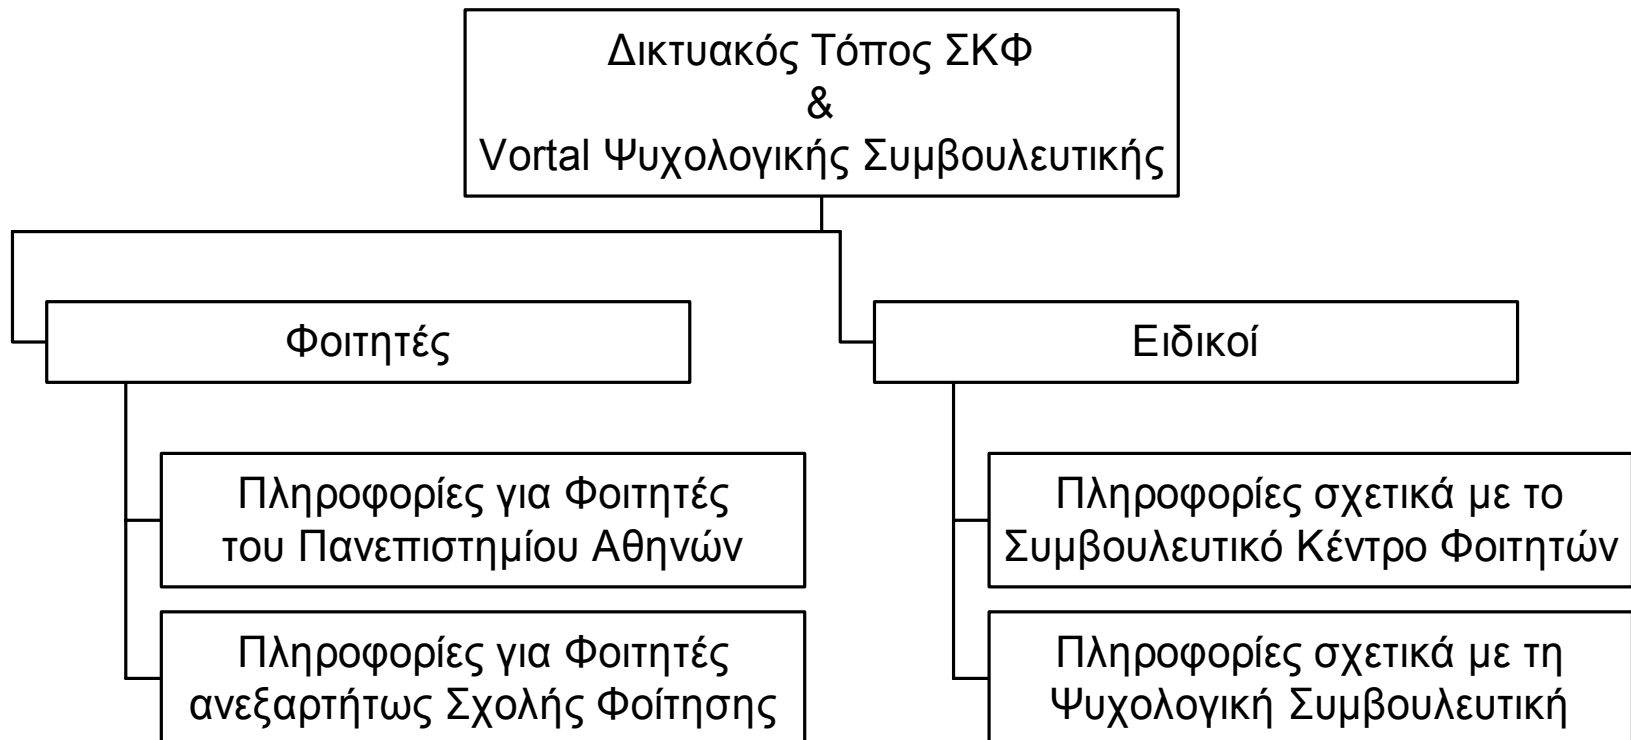 Δικτυακός Τόπος ΣΚΦ
&
Vortal Ψυχολογικής Συμβουλευτικής
Φοιτητές
Ειδικοί
Πληροφορίες για Φοιτητές
του Πανεπιστημίου Αθηνών
Πληροφορίες σχετικά με το
Συμβουλευτικό Κέντρο Φοιτητών
Πληροφορίες για Φοιτητές
ανεξαρτήτως Σχολής Φοίτησης
Πληροφορίες σχετικά με τη
Ψυχολογική Συμβουλευτική